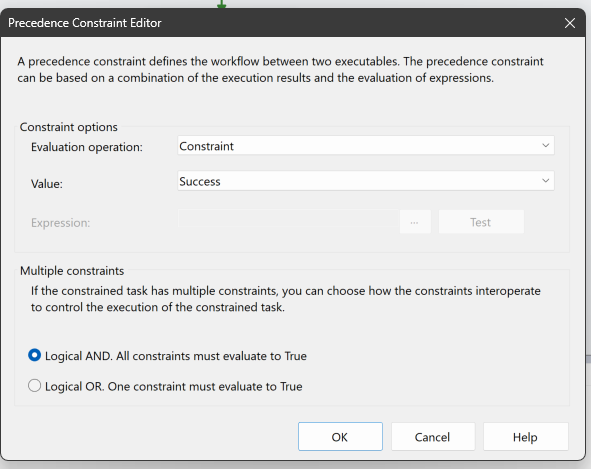 Precedence Constraint Editor
A precedence constraint defines the workflow between two executables. The precedence constraint
can be based on a combination of the execution results and the evaluation of expressions.
Constraint options
Evaluation operation: Constraint
Value: Success
Expression: ... Test
Multiple constraints
If the constrained task has multiple constraints, you can choose how the constraints interoperate
to control the execution of the constrained task.
Logical AND. All constraints must evaluate to True
Logical OR. One constraint must evaluate to True
OK Cancel Help